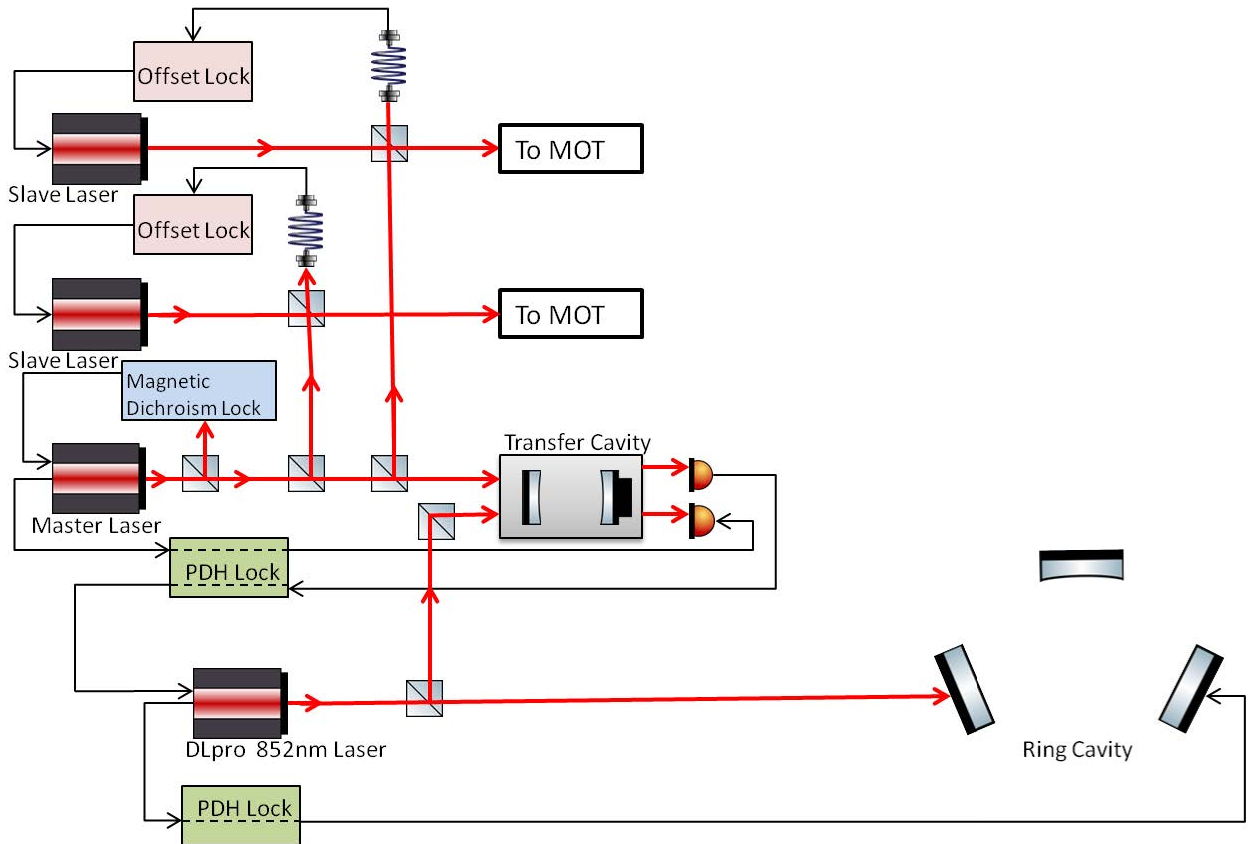 Offset Lock
To MOT
Slave Laser
Offset Lock
To MOT
Slave Laser
Magnetic
Dichroism Lock
Transfer Cavity
Master Laser
PDH Lock
DLpro 852nm Laser
Ring Cavity
PDH Lock